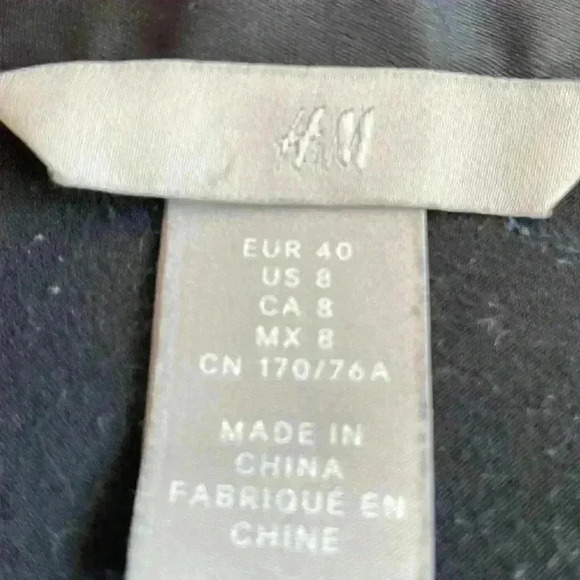 H&M
EUR 40
US 8
CA 8
MX 8
CN 170/76A
MADE IN
CHINA
FABRIQUÉ EN
CHINE